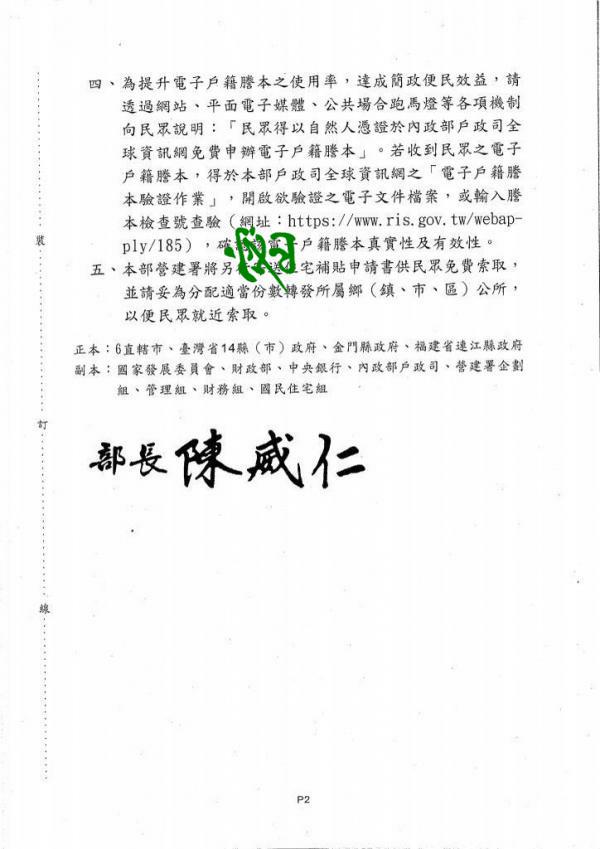 四、為提升電子戶籍謄本之使用率，達成簡政便民效益，請
透過網站、平面電子媒體、公共場合跑馬燈等各項機制
向民眾說明：「民眾得以自然人憑證於內政部戶政司全
球資訊網免費申辦電子戶籍謄本」。若收到民眾之電子
戶籍謄本，得於本部戶政司全球資訊網之「電子戶籍謄
本驗證作業」，開啟欲驗證之電子文件檔案，或輸入謄
本檢查號查驗（網址：https://www.ris.gov.tw/webap-
ply/185），確電子戶籍謄本真實性及有效性。
五、本部營建署將另住宅補貼申請書供民眾免費索取，
並請妥為分配適當份數轉發所屬鄉（鎮、市、區）公所，
以便民眾就近索取。
正本：6直轄市、臺灣省14縣（市）政府、金門縣政府、福建省連江縣政府
副本：國家發展委員會、財政部、中央銀行、內政部戶政司、營建署企劃
組、管理組、財務組、國民住宅組
部長 陳威仁
裝
訂
線
P2